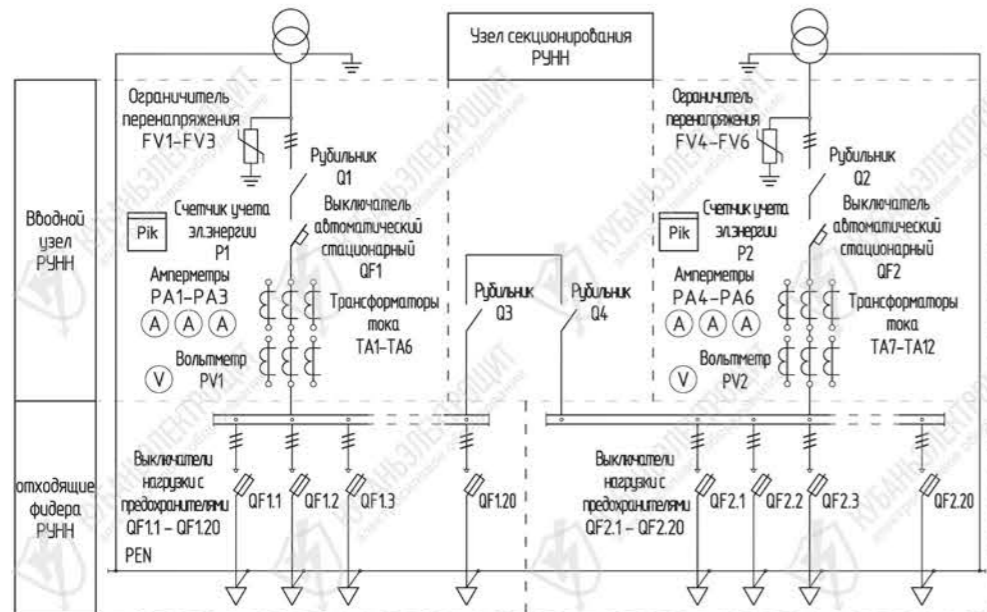 Узел секционирования
РУНН
Вводной
узел
РУНН
отходящие
фидера
РУНН
Ограничитель
перенапряжения
FV1-FV3
Рубильник
Q1
Счетчик учета
эл.энергии
P1
Pik
Выключатель
автоматический
стационарный
QF1
Амперметры
PA1-PA3
A A A
Трансформаторы
тока
TA1-TA6
Вольтметр
PV1
V
Рубильник
Q3
Рубильник
Q4
Ограничитель
перенапряжения
FV4-FV6
Рубильник
Q2
Счетчик учета
эл.энергии
P2
Pik
Выключатель
автоматический
стационарный
QF2
Амперметры
PA4-PA6
A A A
Трансформаторы
тока
TA7-TA12
Вольтметр
PV2
V
Выключатели
нагрузки с
предохранителями
QF1.1 - QF1.20
PEN
QF1.1 QF1.2 QF1.3 QF1.20
Выключатели
нагрузки с
предохранителями
QF2.1 - QF2.20
QF2.1 QF2.2 QF2.3 QF2.20
КУБАНЬЭЛЕКТРОЩИТ